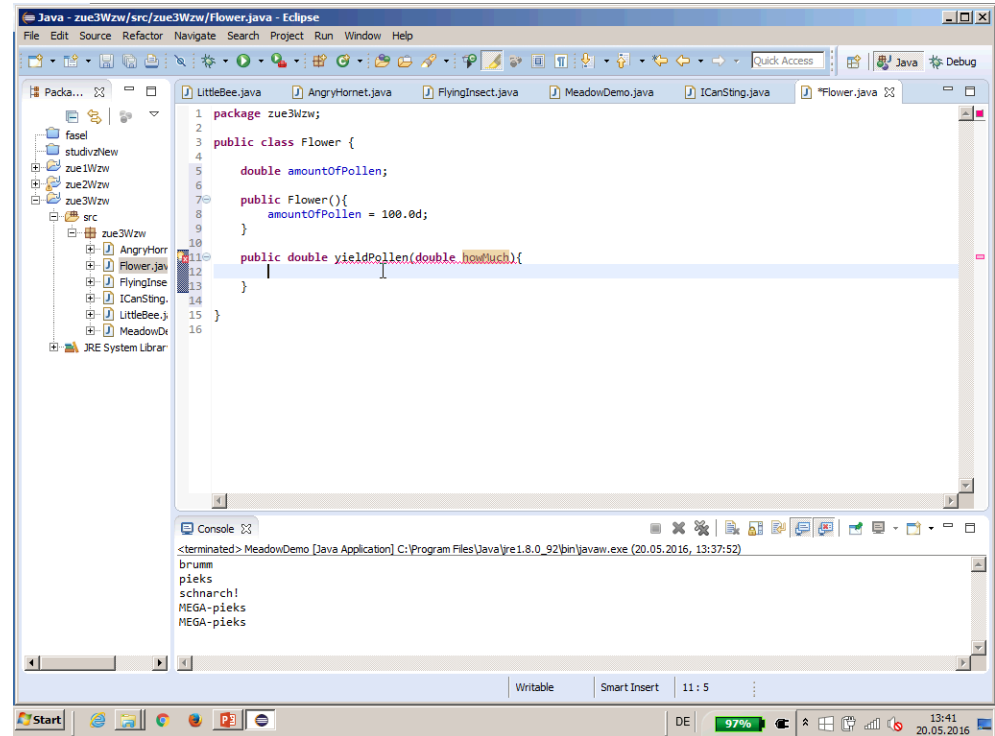 Java - zue3Wzw/src/zue3Wzw/Flower.java - Eclipse
File Edit Source Refactor Navigate Search Project Run Window Help
Quick Access Java Debug
Packa...
LittleBee.java AngryHornet.java FlyingInsect.java MeadowDemo.java ICanSting.java *Flower.java
fasel
studivzNew
zue1Wzw
zue2Wzw
zue3Wzw
src
zue3Wzw
AngryHorr
Flower.jav
FlyingInse
ICanSting.
LittleBee.ja
MeadowDe
JRE System Librar
1 package zue3Wzw;
2
3 public class Flower {
4
5 double amountOfPollen;
6
7 public Flower(){
8 amountOfPollen = 100.0d;
9 }
10
11 public double yieldPollen(double howMuch){
12
13 }
14
15 }
16
Console
<terminated> MeadowDemo [Java Application] C:\Program Files\Java\jre1.8.0_92\bin\javaw.exe (20.05.2016, 13:37:52)
brumm
pieks
schnarch!
MEGA-pieks
MEGA-pieks
Writable Smart Insert 11 : 5
Start DE 97% 13:41
20.05.2016